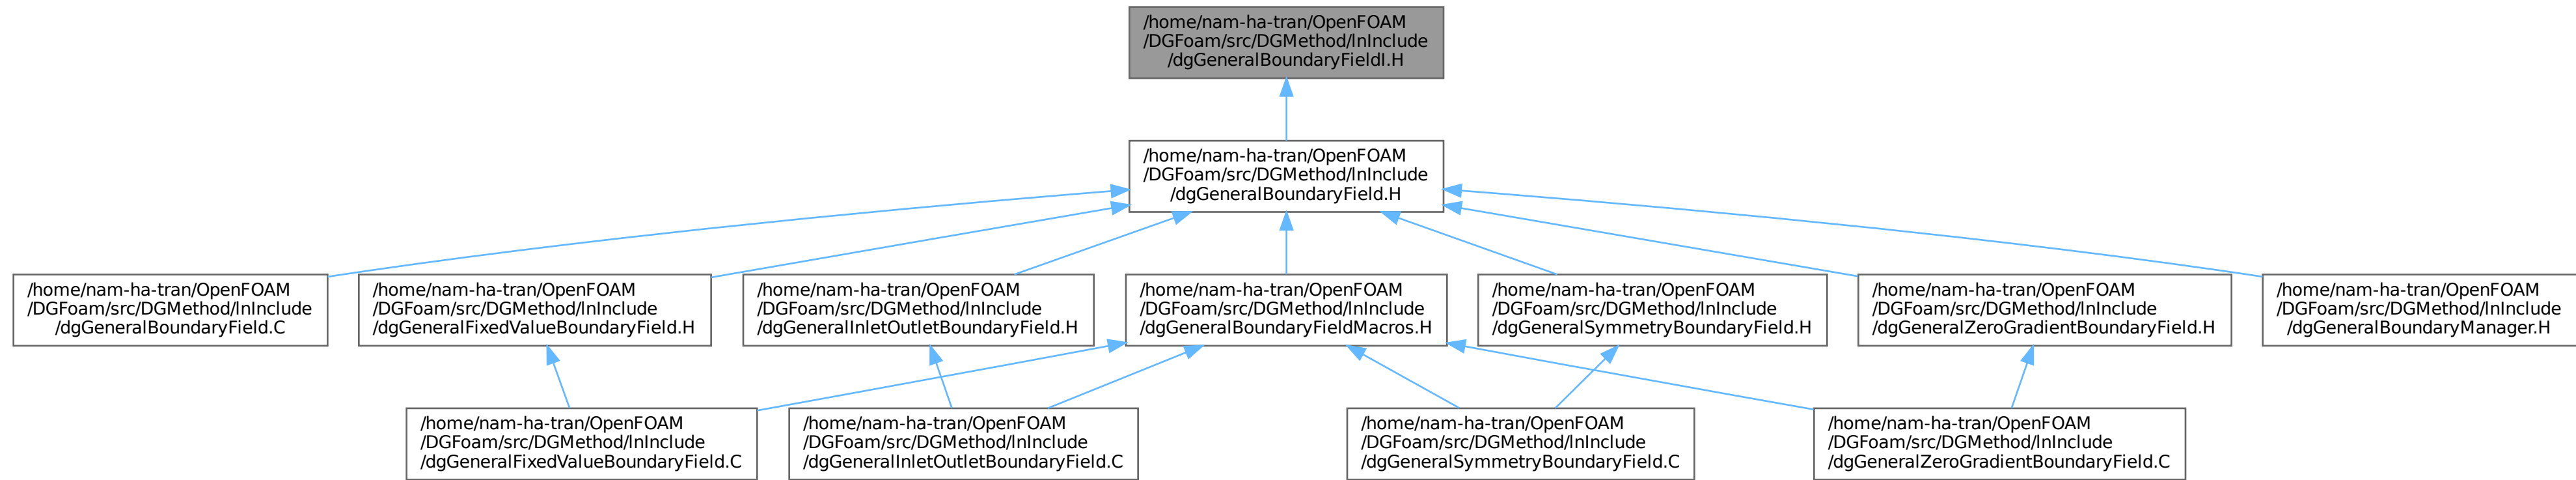 /home/nam-ha-tran/OpenFOAM
/DGFoam/src/DGMethod/lnInclude
/dgGeneralBoundaryFieldI.H
/home/nam-ha-tran/OpenFOAM
/DGFoam/src/DGMethod/lnInclude
/dgGeneralBoundaryField.H
/home/nam-ha-tran/OpenFOAM
/DGFoam/src/DGMethod/lnInclude
/dgGeneralBoundaryField.C
/home/nam-ha-tran/OpenFOAM
/DGFoam/src/DGMethod/lnInclude
/dgGeneralFixedValueBoundaryField.H
/home/nam-ha-tran/OpenFOAM
/DGFoam/src/DGMethod/lnInclude
/dgGeneralInletOutletBoundaryField.H
/home/nam-ha-tran/OpenFOAM
/DGFoam/src/DGMethod/lnInclude
/dgGeneralBoundaryFieldMacros.H
/home/nam-ha-tran/OpenFOAM
/DGFoam/src/DGMethod/lnInclude
/dgGeneralSymmetryBoundaryField.H
/home/nam-ha-tran/OpenFOAM
/DGFoam/src/DGMethod/lnInclude
/dgGeneralZeroGradientBoundaryField.H
/home/nam-ha-tran/OpenFOAM
/DGFoam/src/DGMethod/lnInclude
/dgGeneralBoundaryManager.H
/home/nam-ha-tran/OpenFOAM
/DGFoam/src/DGMethod/lnInclude
/dgGeneralFixedValueBoundaryField.C
/home/nam-ha-tran/OpenFOAM
/DGFoam/src/DGMethod/lnInclude
/dgGeneralInletOutletBoundaryField.C
/home/nam-ha-tran/OpenFOAM
/DGFoam/src/DGMethod/lnInclude
/dgGeneralSymmetryBoundaryField.C
/home/nam-ha-tran/OpenFOAM
/DGFoam/src/DGMethod/lnInclude
/dgGeneralZeroGradientBoundaryField.C